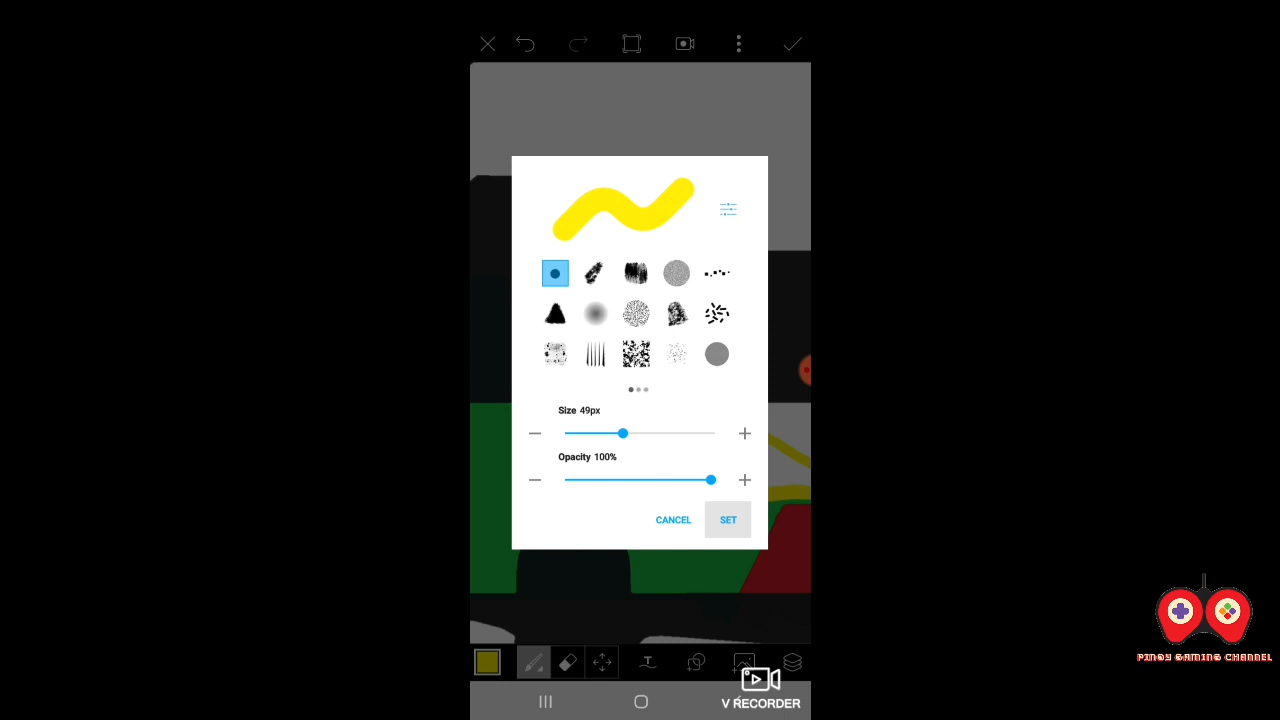 Size 49px
Opacity 100%
CANCEL SET
T
V RECORDER
PINOY GAMING CHANNEL